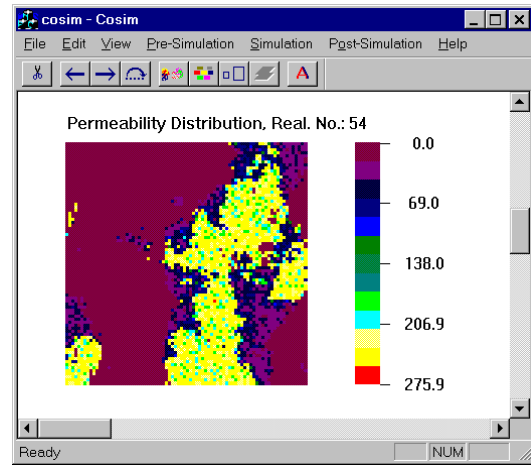 cosim - Cosim
File Edit View Pre-Simulation Simulation Post-Simulation Help
A
Permeability Distribution, Real. No.: 54
0.0
69.0
138.0
206.9
275.9
Ready NUM